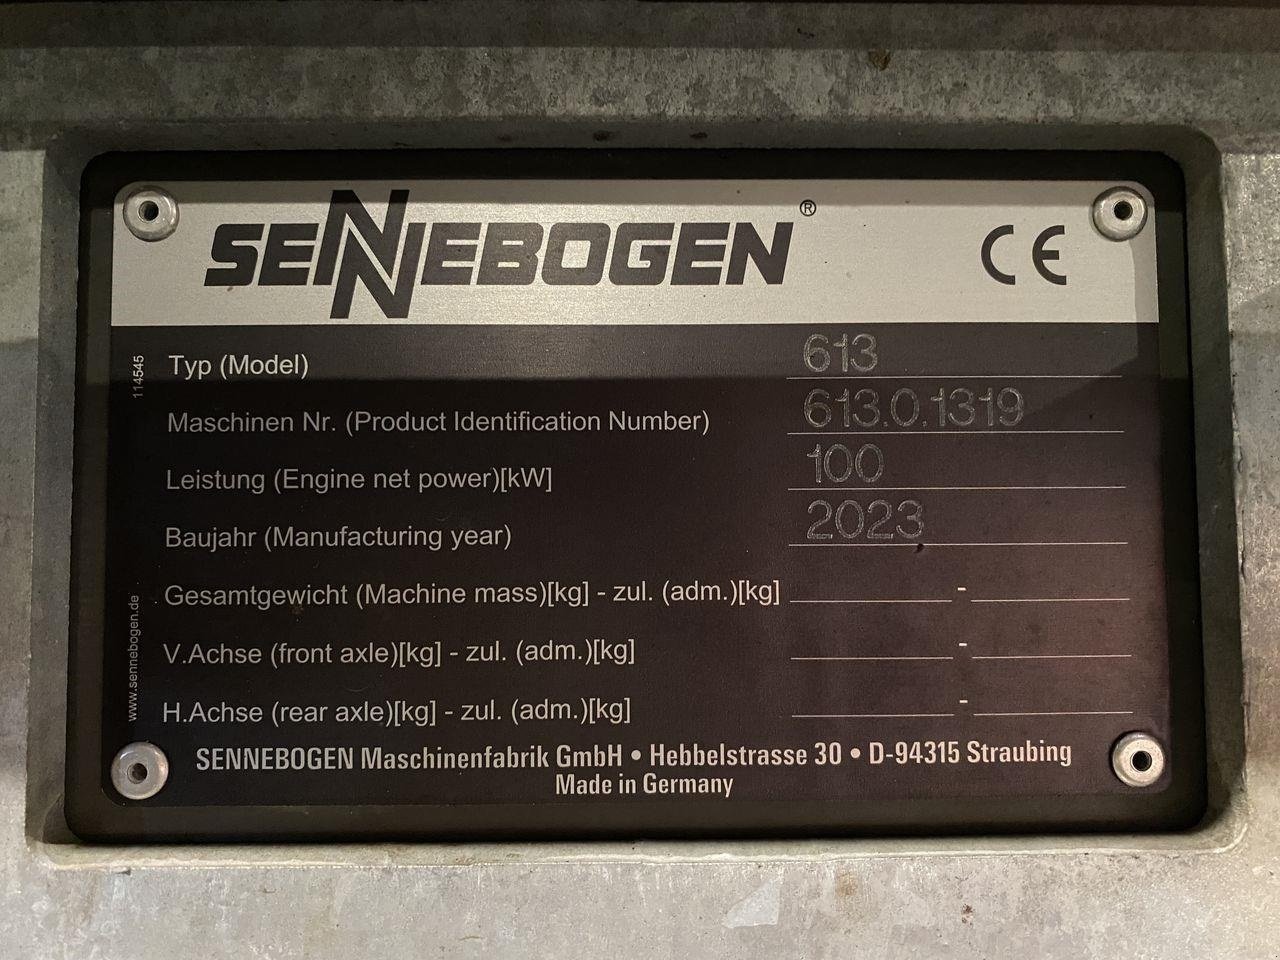 SENNEBOGEN®
CE
114545
Typ (Model) 613
Maschinen Nr. (Product Identification Number) 613.0.1319
Leistung (Engine net power)[kW] 100
Baujahr (Manufacturing year) 2023
Gesamtgewicht (Machine mass)[kg] - zul. (adm.)[kg] -
V.Achse (front axle)[kg] - zul. (adm.)[kg] -
H.Achse (rear axle)[kg] - zul. (adm.)[kg] -
www.sennebogen.de
SENNEBOGEN Maschinenfabrik GmbH • Hebbelstrasse 30 • D-94315 Straubing
Made in Germany